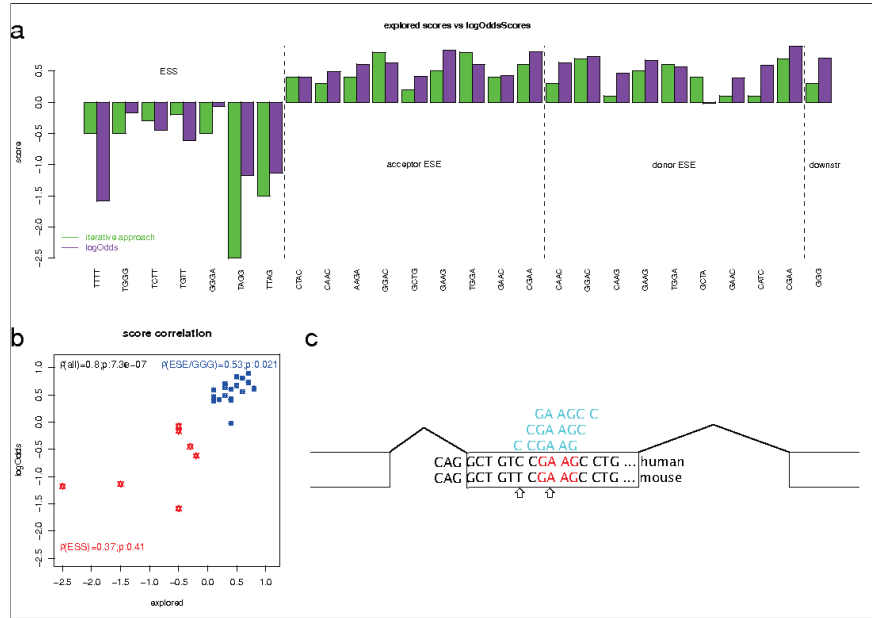 a
explored scores vs logOddsScores
ESS
acceptor ESE
donor ESE
downstr
score
0.5
0.0
−0.5
−1.0
−1.5
−2.0
−2.5
iterative approach
logOdds
TTTT
TGGG
TCTT
TGTT
GGGA
TAGG
TTAG
CTAC
CAAC
AAGA
GGAC
GCTG
GAAG
TGGA
GAAC
CGAA
CAAC
GGAC
CAAG
GAAG
TGGA
GCTA
GAAC
CATC
CGAA
GGG
b
score correlation
ρ(all)=0.8;p:7.3e−07
ρ(ESE/GGG)=0.53;p:0.021
ρ(ESS)=0.37;p:0.41
logOdds
1.0
0.5
0.0
−0.5
−1.0
−1.5
−2.0
−2.5
−2.5 −2.0 −1.5 −1.0 −0.5 0.0 0.5 1.0
explored
c
GA AGC C
CGA AGC
C CGA AG
CAG GCT GTC CGA AGC CTG ... human
CAG GCT GTT CGA AGC CTG ... mouse